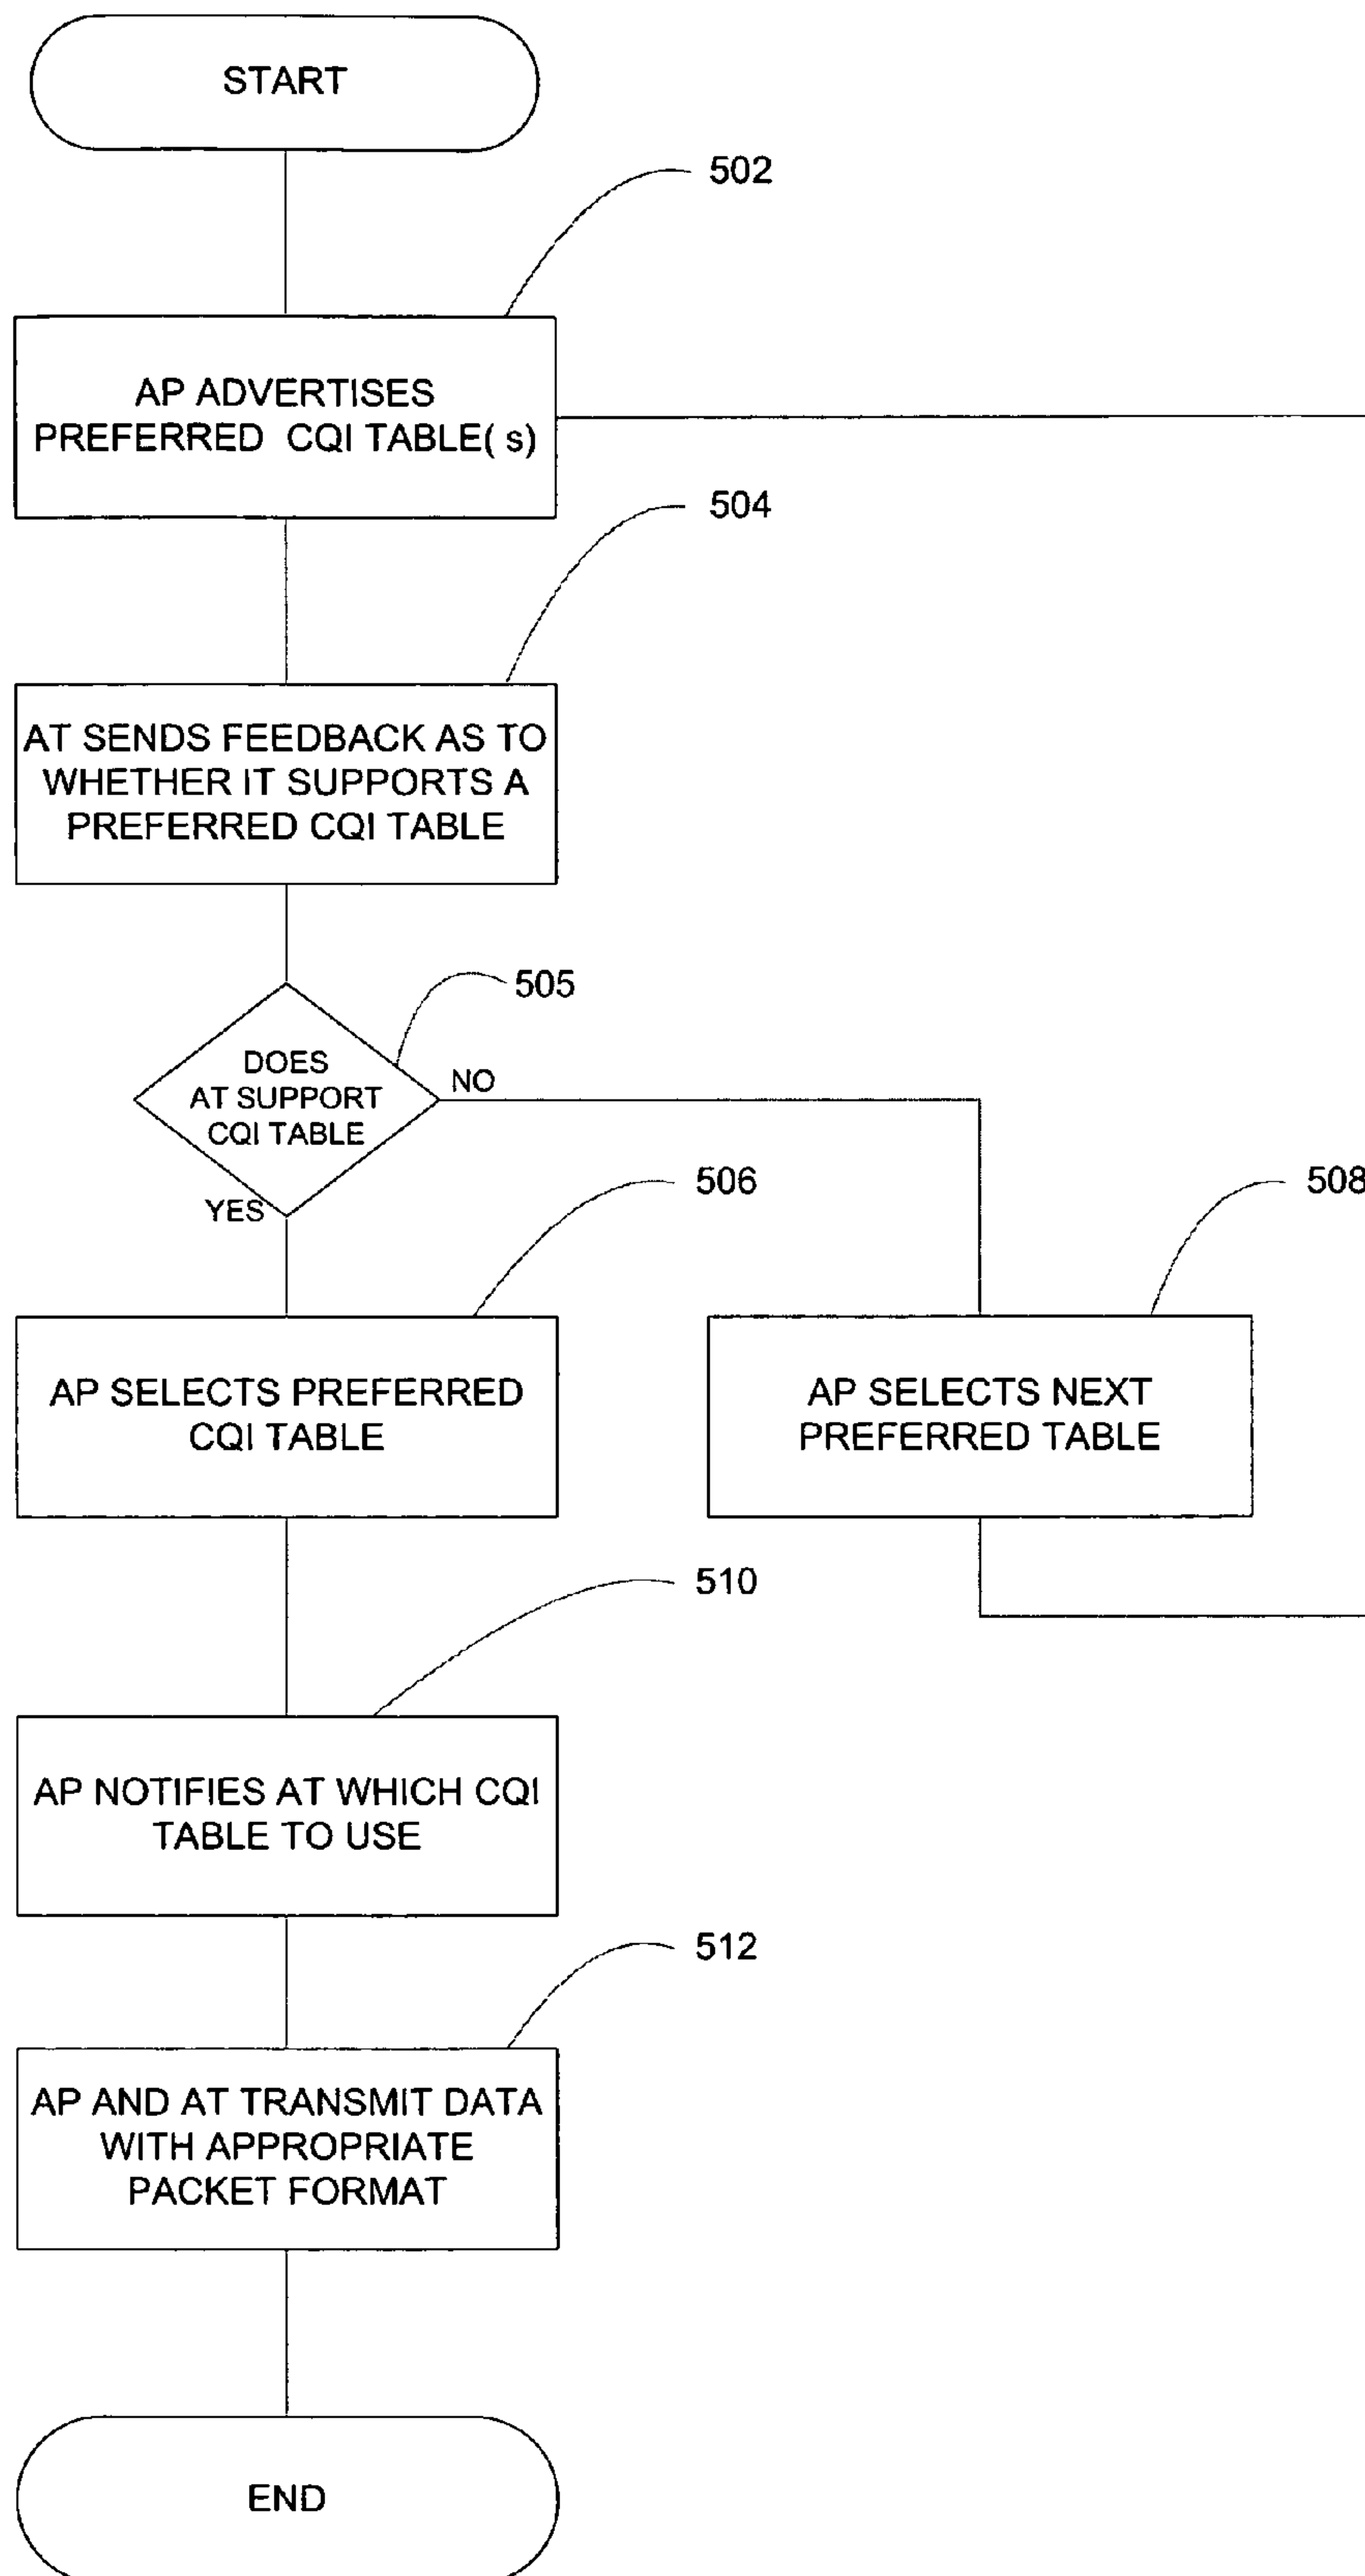 START
502
AP ADVERTISES
PREFERRED CQI TABLE( s)
504
AT SENDS FEEDBACK AS TO
WHETHER IT SUPPORTS A
PREFERRED CQI TABLE
505
DOES
AT SUPPORT
CQI TABLE
NO
YES
506
508
AP SELECTS PREFERRED
CQI TABLE
AP SELECTS NEXT
PREFERRED TABLE
510
AP NOTIFIES AT WHICH CQI
TABLE TO USE
512
AP AND AT TRANSMIT DATA
WITH APPROPRIATE
PACKET FORMAT
END